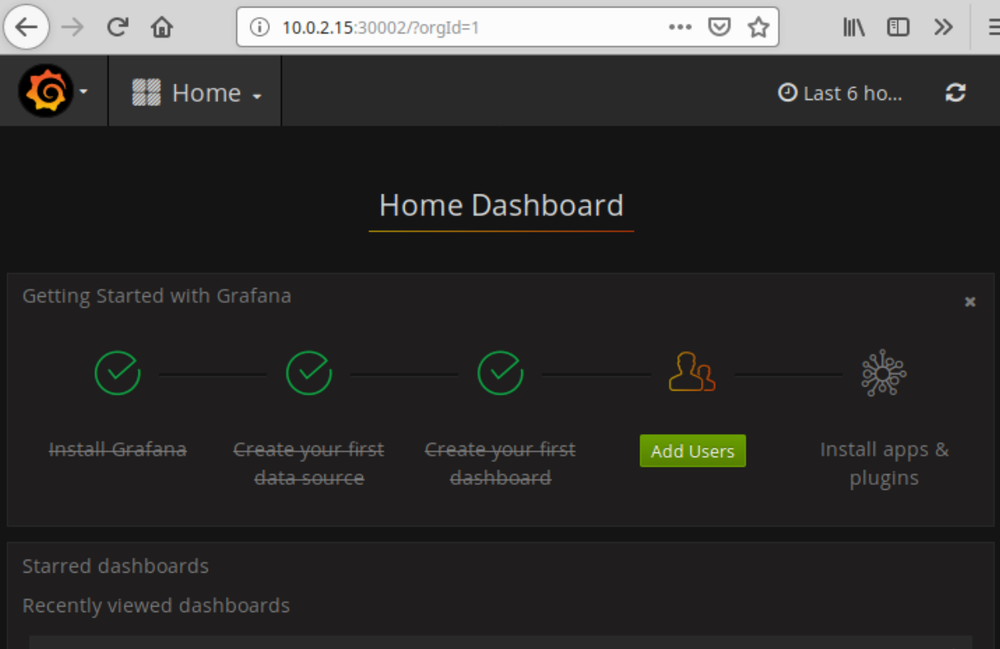 10.0.2.15:30002/?orgId=1
Home
Last 6 ho...
Home Dashboard
Getting Started with Grafana
Install Grafana
Create your first
data source
Create your first
dashboard
Add Users
Install apps &
plugins
Starred dashboards
Recently viewed dashboards